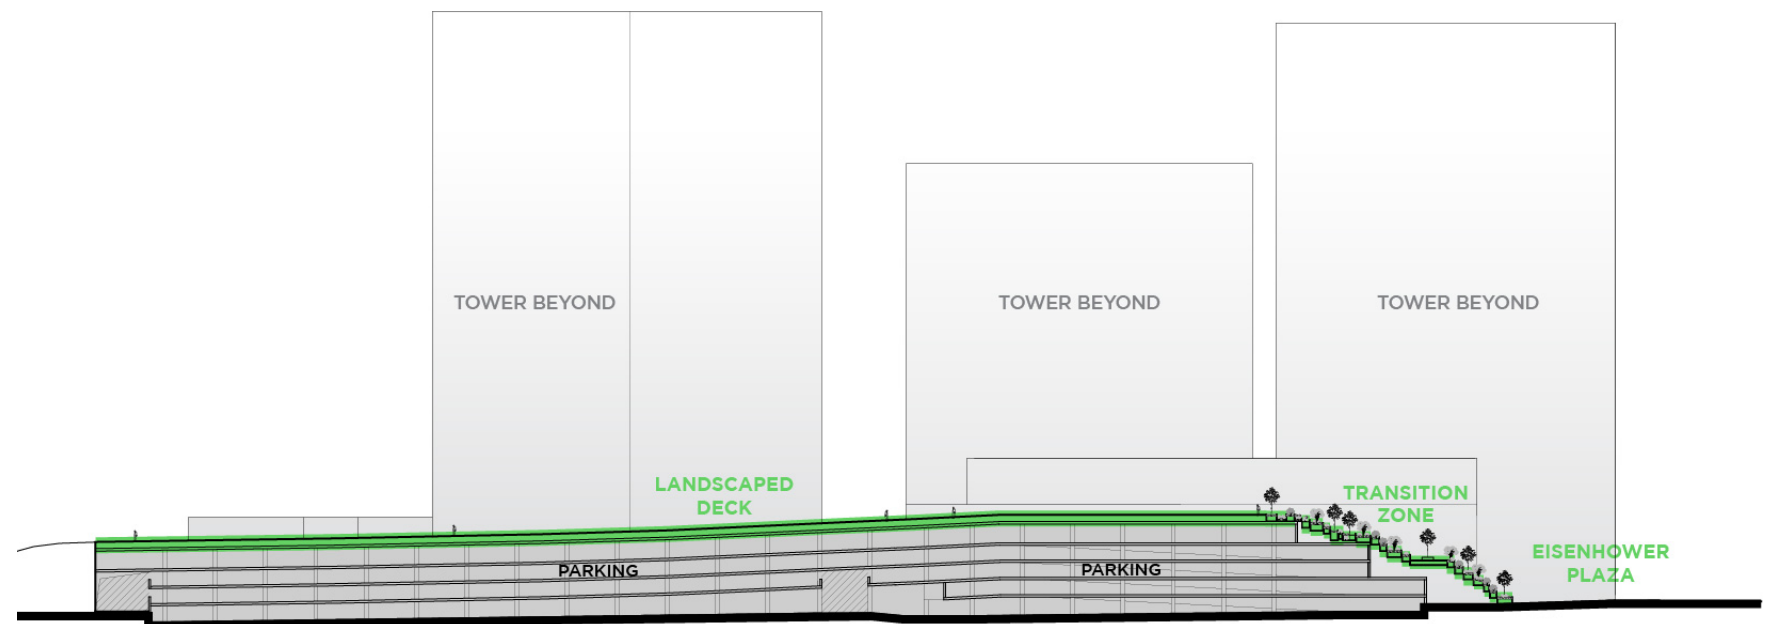 TOWER BEYOND
TOWER BEYOND
TOWER BEYOND
LANDSCAPED
DECK
TRANSITION
ZONE
EISENHOWER
PLAZA
PARKING
PARKING